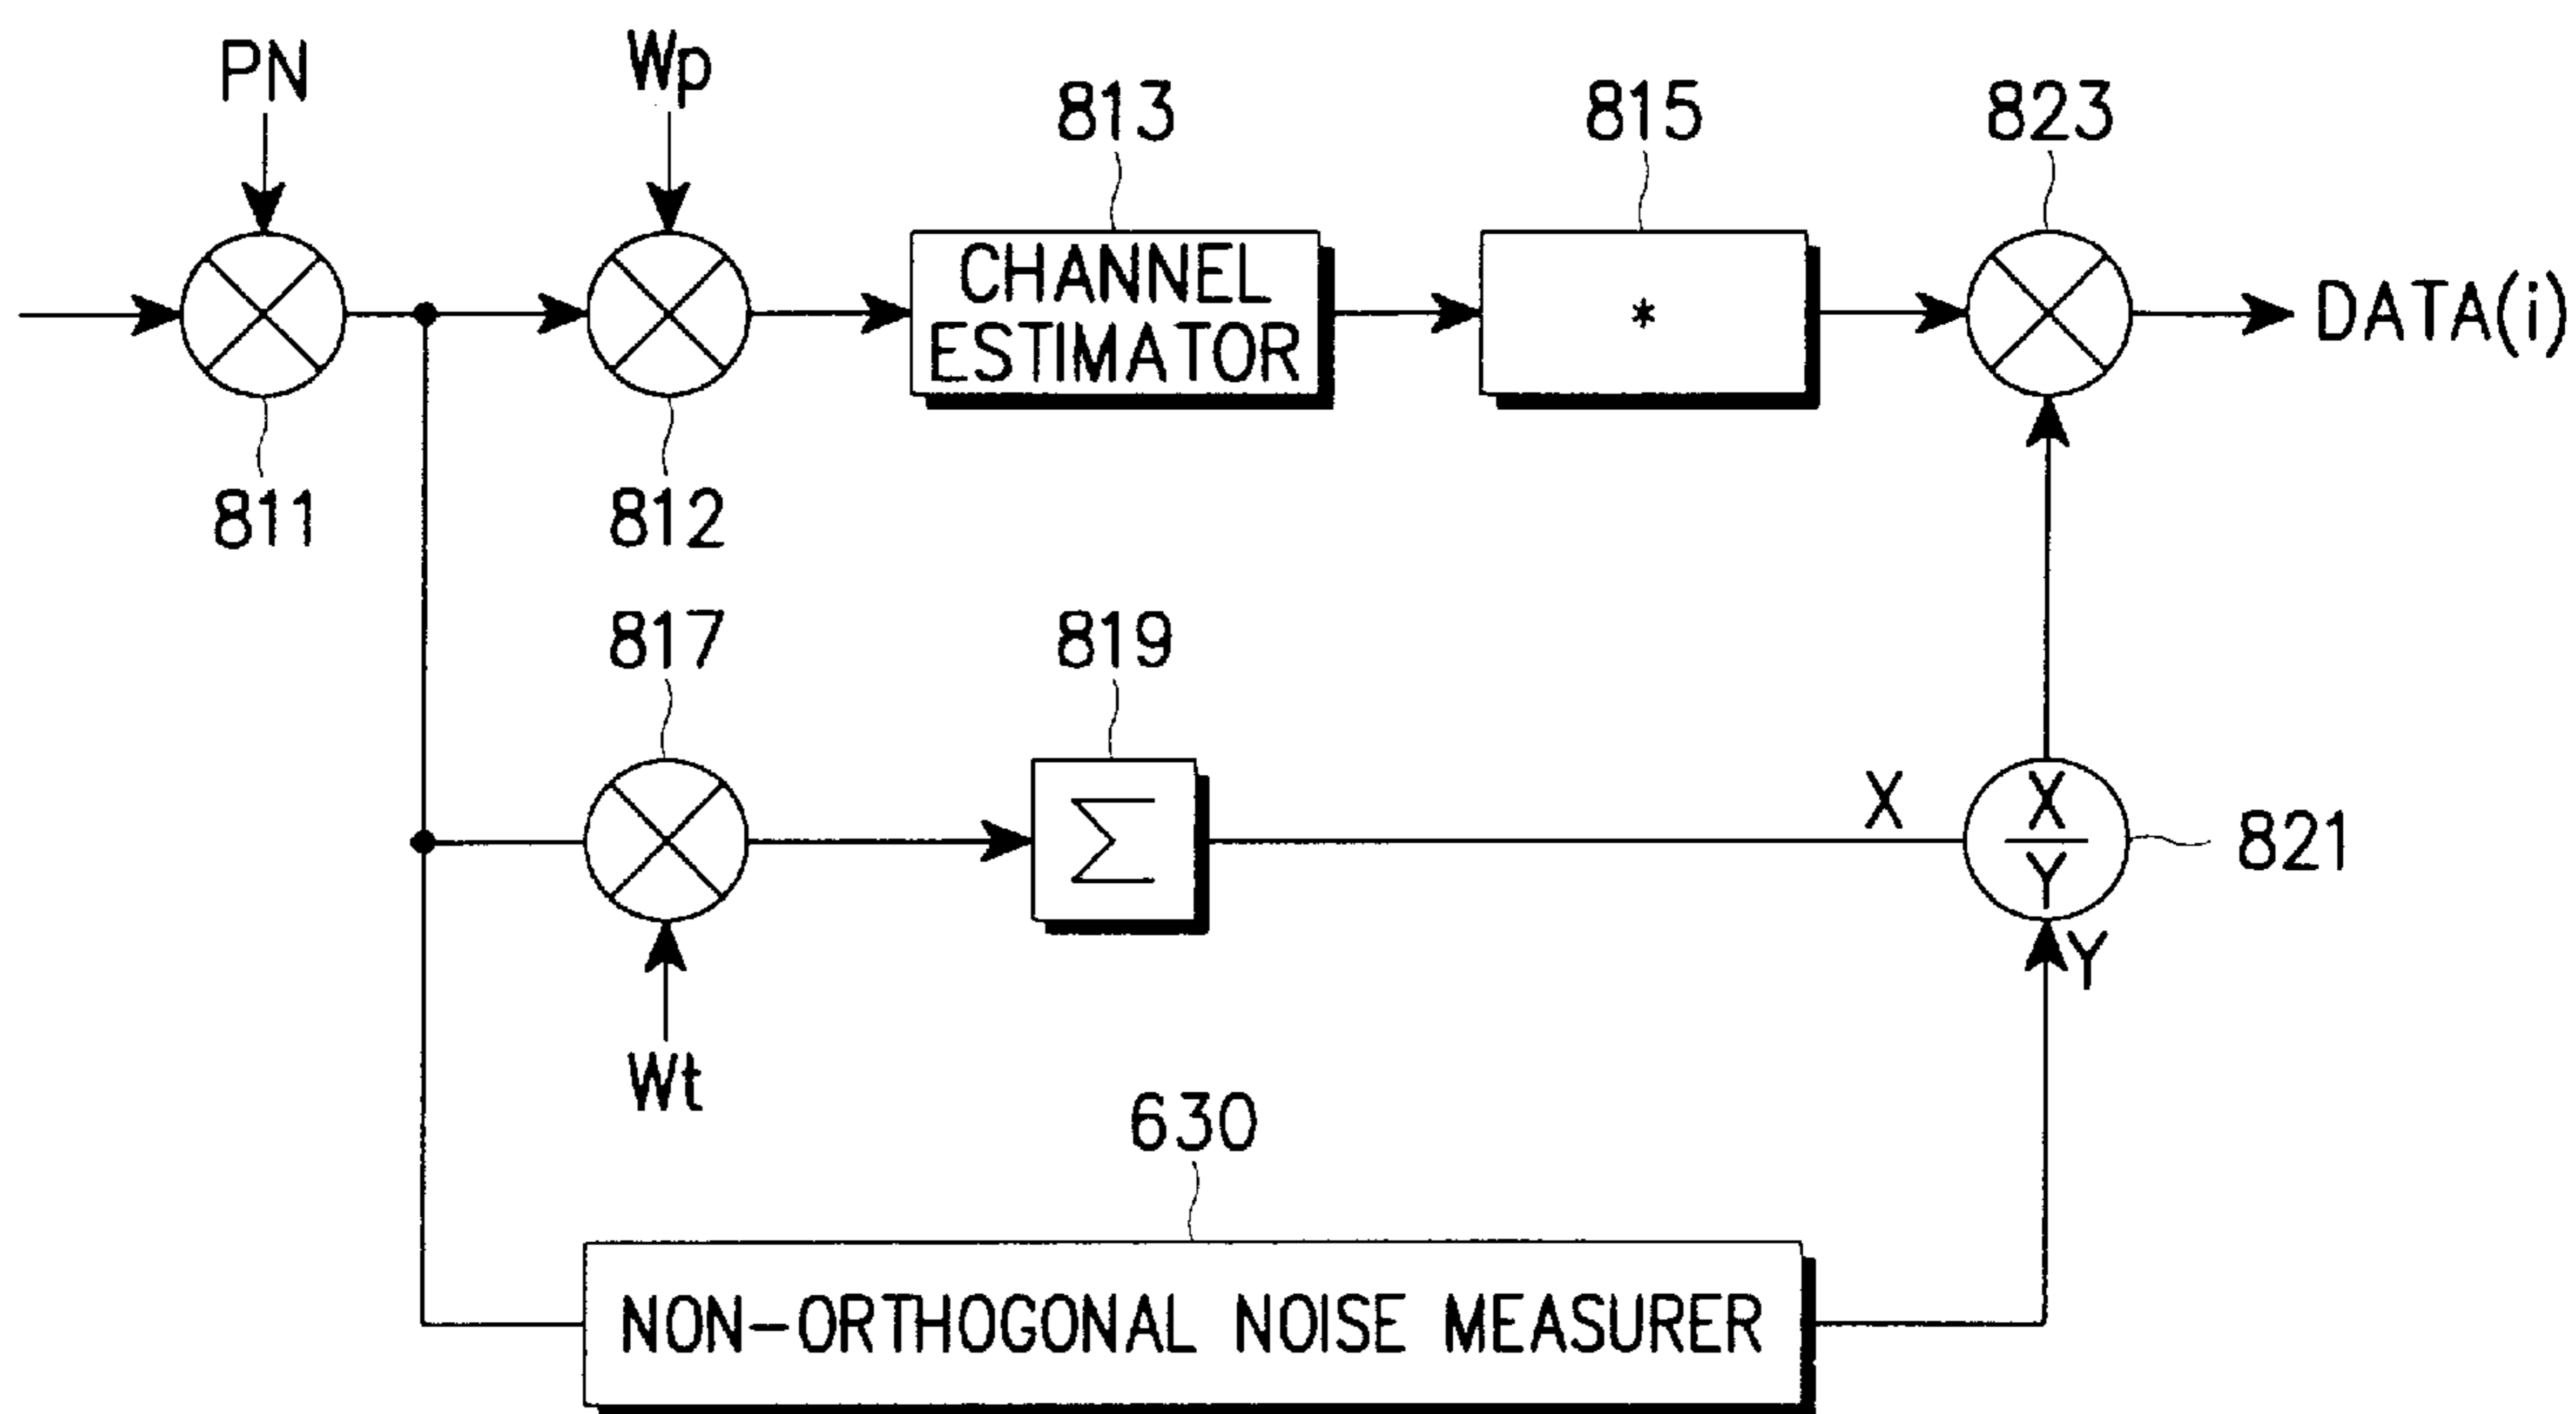 PN
Wp
813
815
823
CHANNEL
ESTIMATOR
*
DATA(i)
811
812
817
819
Σ
X
X
Y
821
Y
Wt
630
NON-ORTHOGONAL NOISE MEASURER